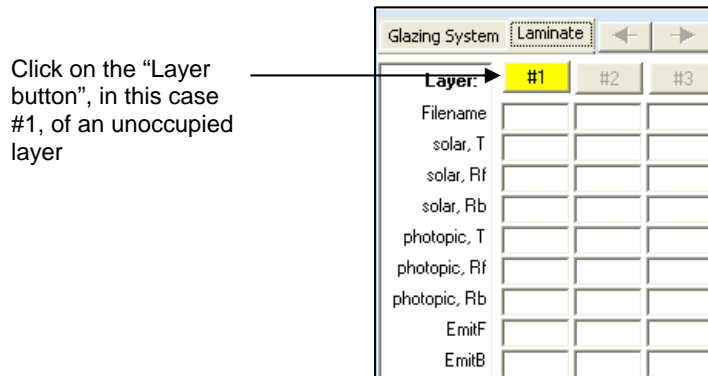 Glazing System Laminate
Click on the “Layer
button”, in this case
#1, of an unoccupied
layer
Layer: #1 #2 #3
Filename
solar, T
solar, Rf
solar, Rb
photopic, T
photopic, Rf
photopic, Rb
EmitF
EmitB